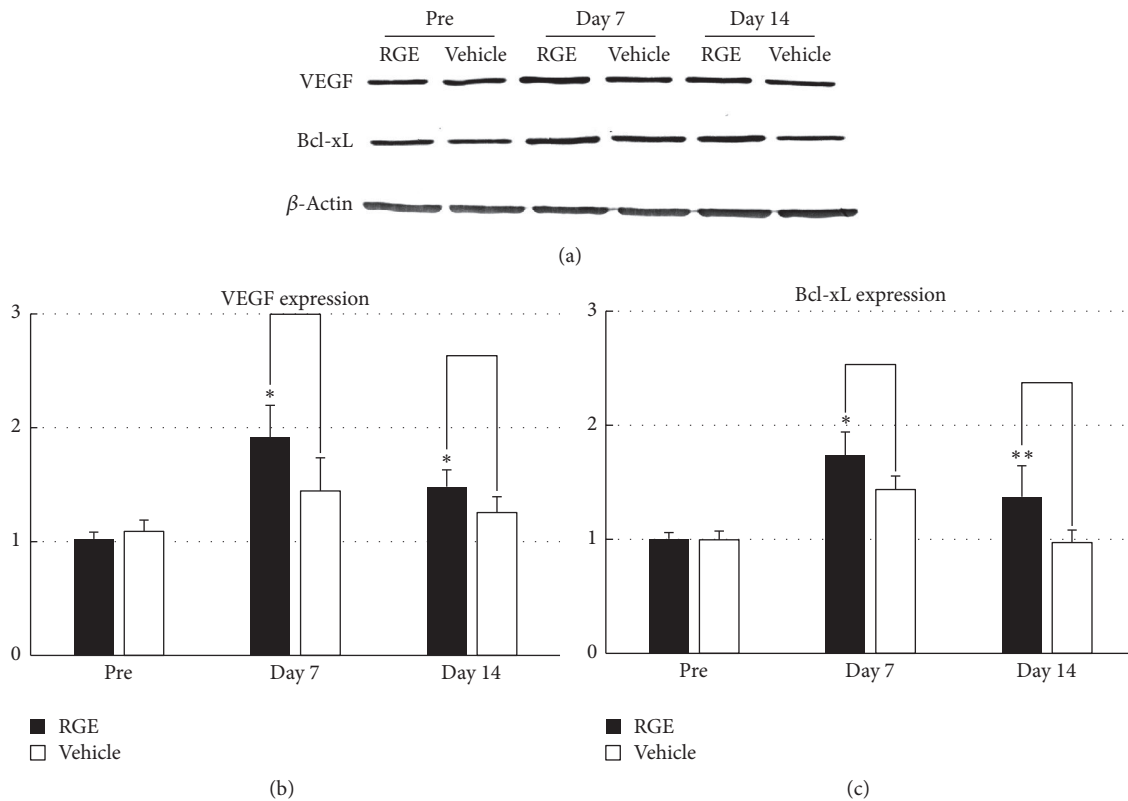 Pre Day 7 Day 14
RGE Vehicle RGE Vehicle RGE Vehicle
VEGF
Bcl-xL
β-Actin
(a)
VEGF expression
3
2
1
0
*
*
Pre Day 7 Day 14
RGE
Vehicle
(b)
Bcl-xL expression
3
2
1
0
*
**
Pre Day 7 Day 14
RGE
Vehicle
(c)